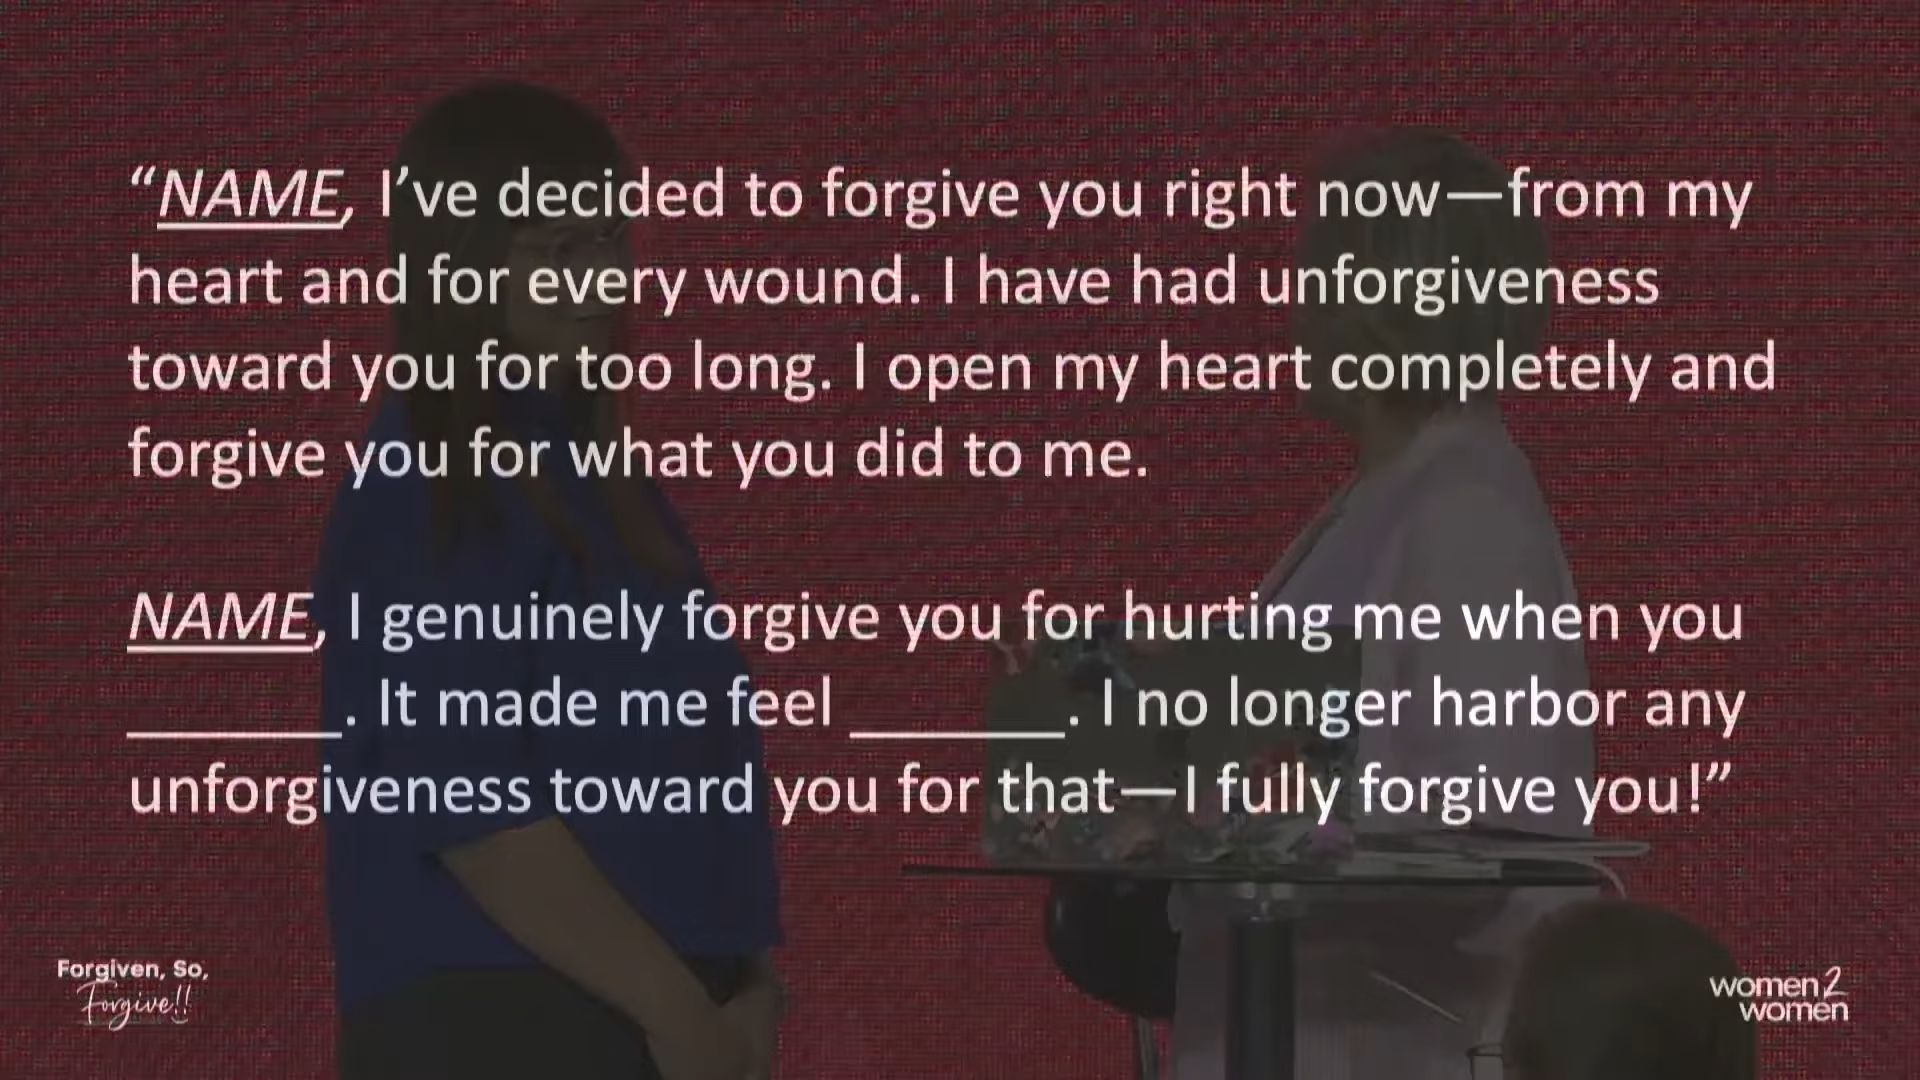 “NAME, I’ve decided to forgive you right now—from my
heart and for every wound. I have had unforgiveness
toward you for too long. I open my heart completely and
forgive you for what you did to me.
NAME, I genuinely forgive you for hurting me when you
_______. It made me feel _______. I no longer harbor any
unforgiveness toward you for that—I fully forgive you!”
Forgiven, So,
Forgive!!
women2
women